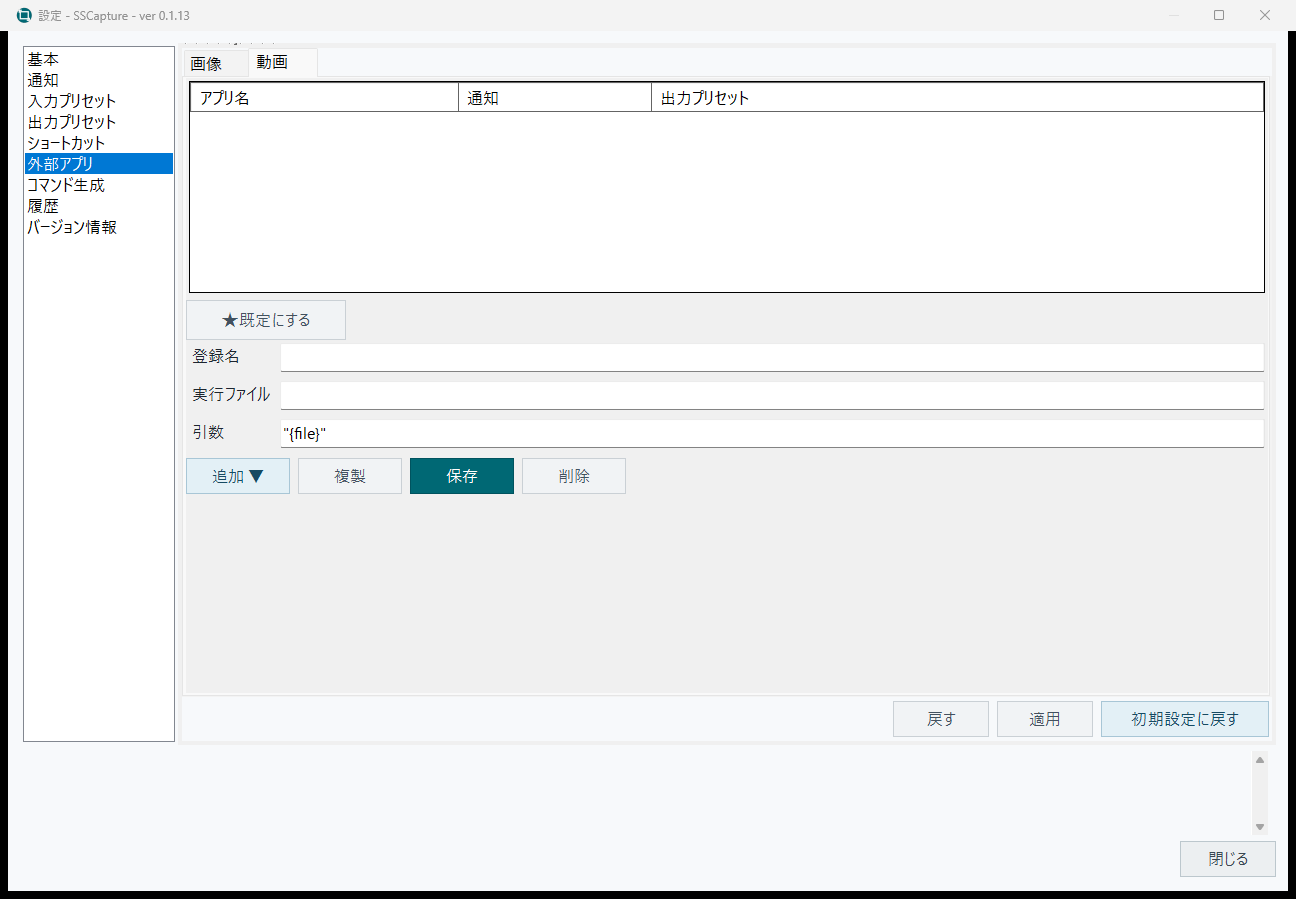 設定 - SSCapture - ver 0.1.13
基本
通知
入力プリセット
出力プリセット
ショートカット
外部アプリ
コマンド生成
履歴
バージョン情報
画像 動画
アプリ名 通知 出力プリセット
★既定にする
登録名
実行ファイル
引数 "{file}"
追加▼ 複製 保存 削除
戻す 適用 初期設定に戻す
閉じる